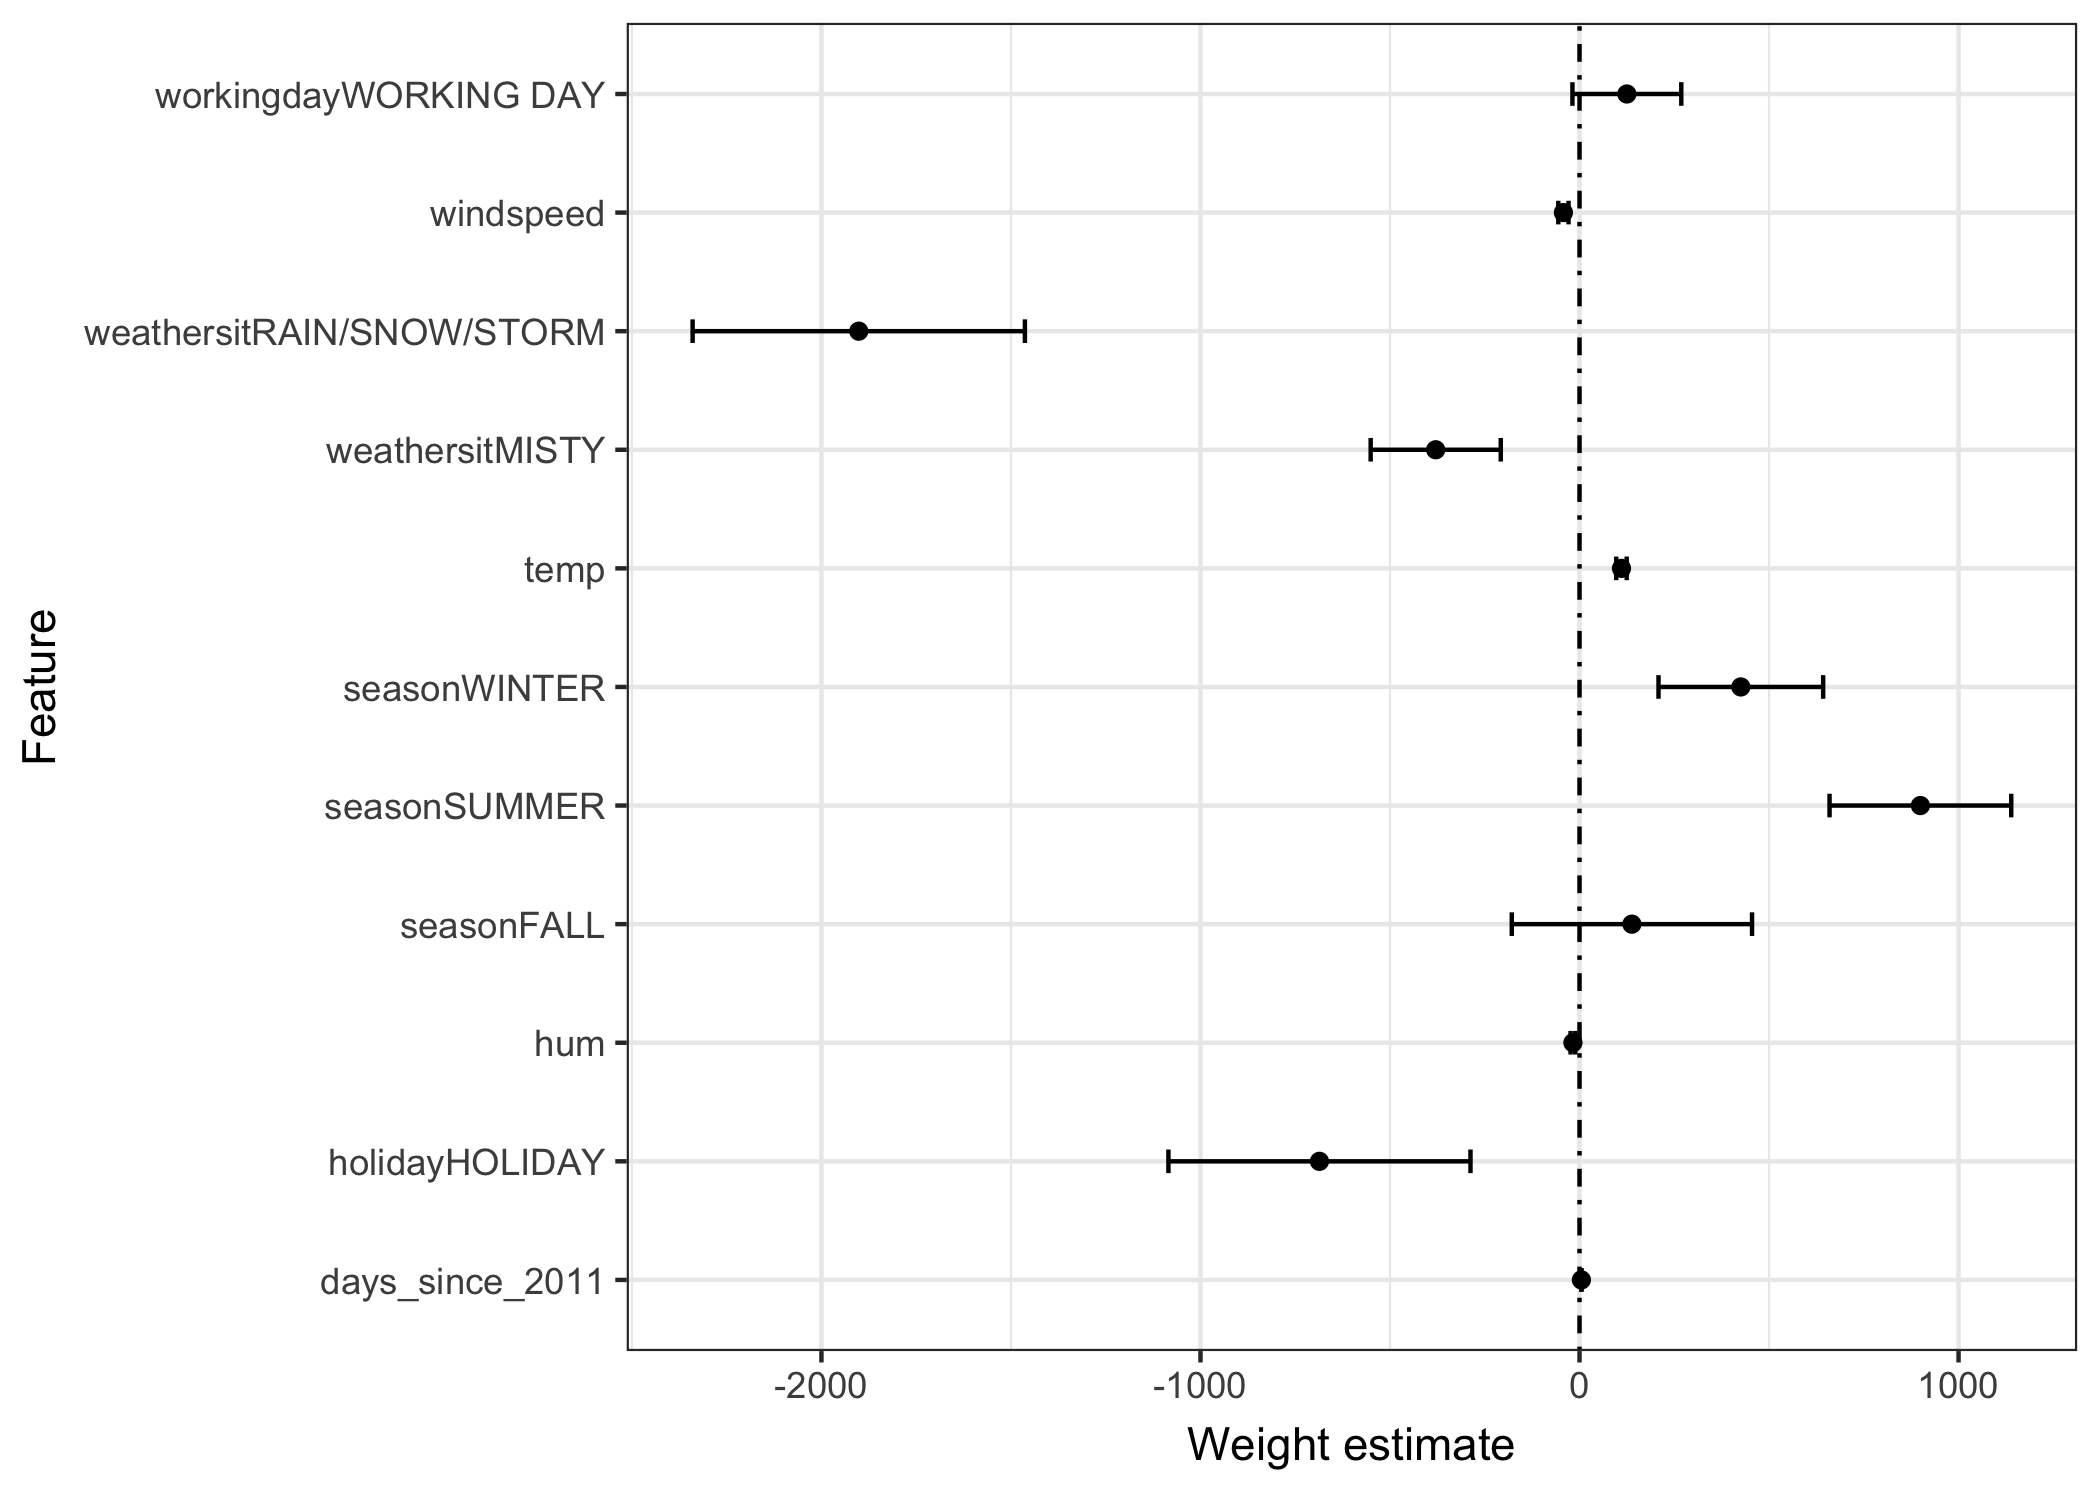 workingdayWORKING DAY
windspeed
weathersitRAIN/SNOW/STORM
weathersitMISTY
temp
seasonWINTER
seasonSUMMER
seasonFALL
hum
holidayHOLIDAY
days_since_2011
Feature
-2000 -1000 0 1000
Weight estimate